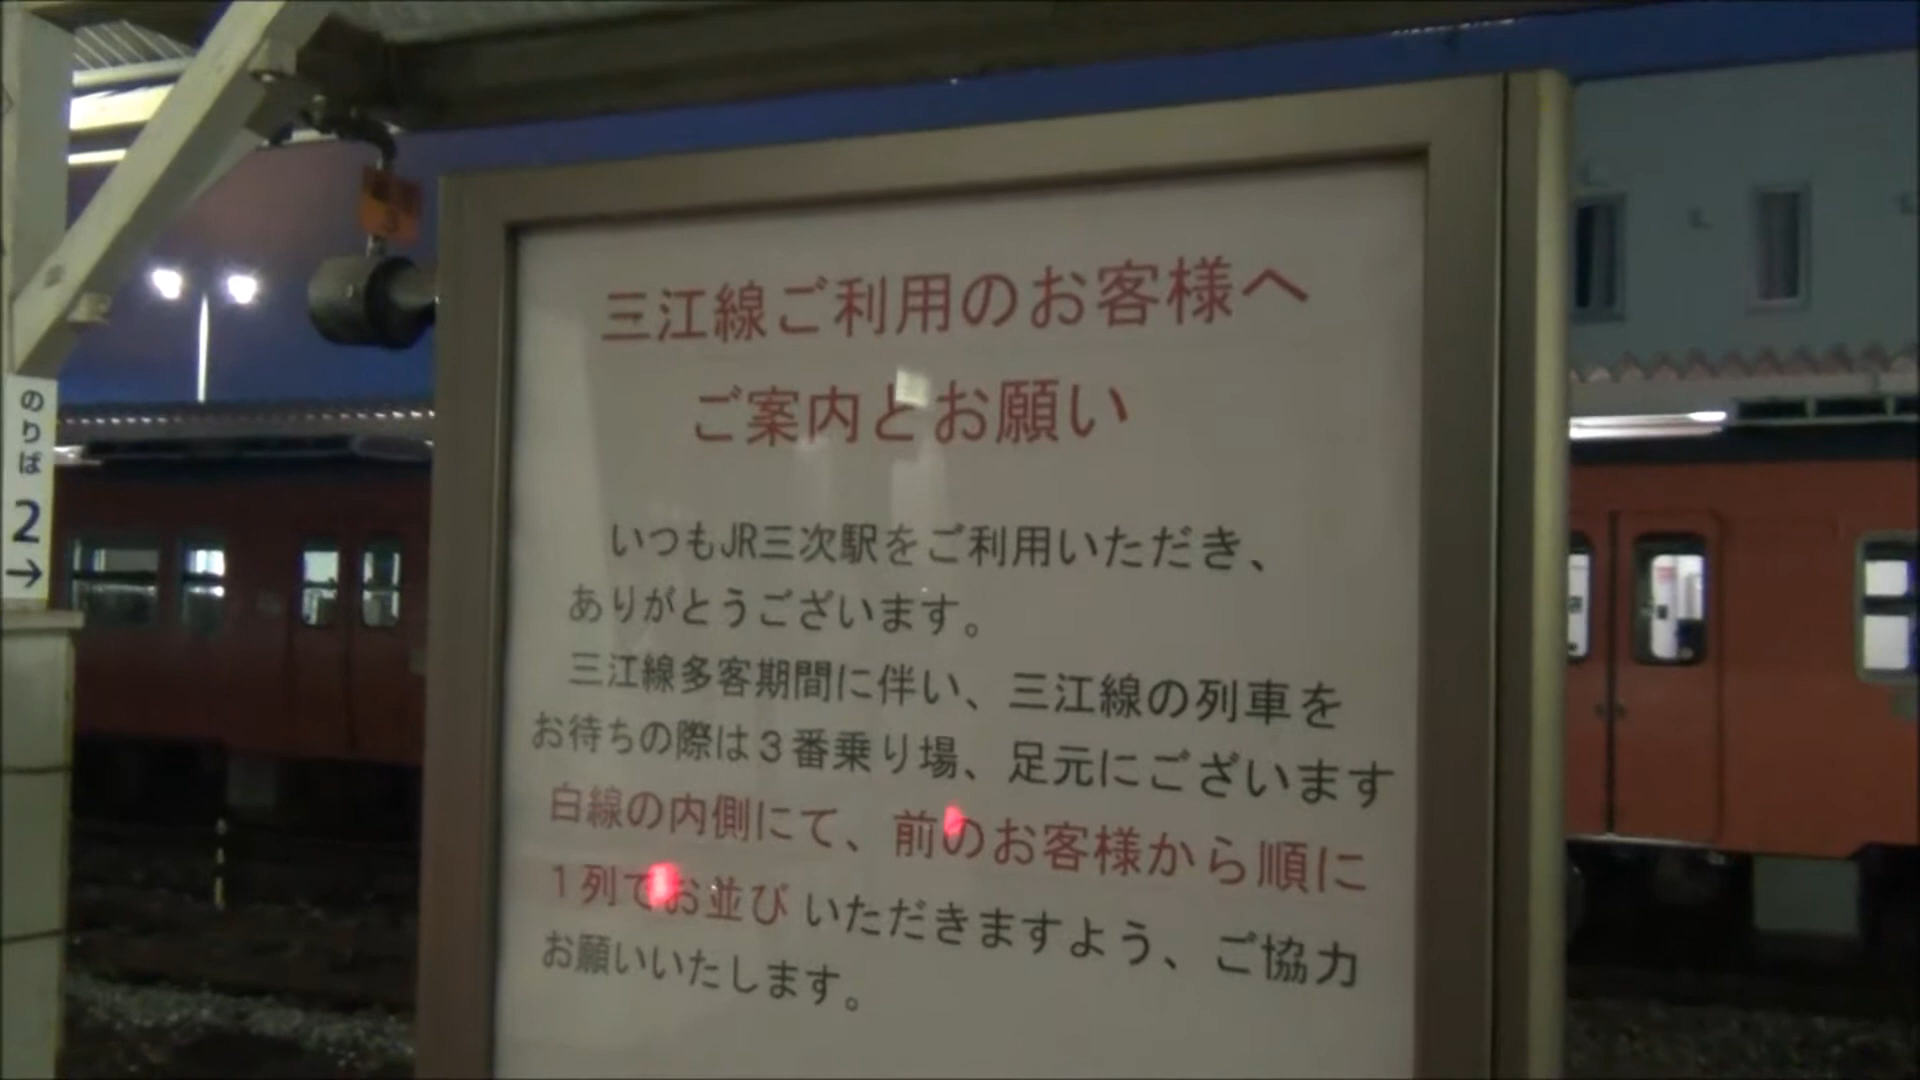 三江線ご利用のお客様へ
ご案内とお願い
いつもJR三次駅をご利用いただき、
ありがとうございます。
三江線多客期間に伴い、三江線の列車を
お待ちの際は３番乗り場、足元にございます
白線の内側にて、前のお客様から順に
１列でお並びいただきますよう、ご協力
お願いいたします。
のりば
2
→
3